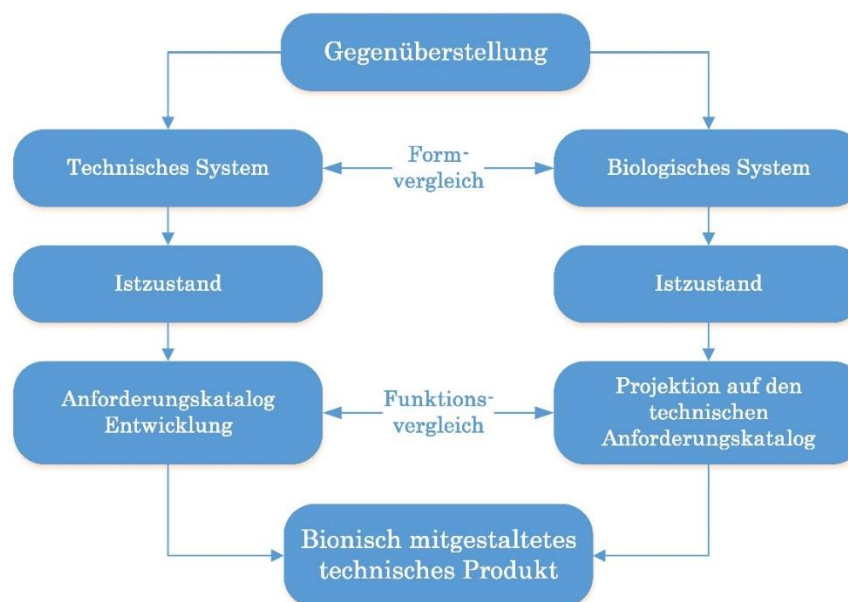 Gegenüberstellung
Technisches System
Form-
vergleich
Biologisches System
Istzustand
Istzustand
Anforderungskatalog
Entwicklung
Funktions-
vergleich
Projektion auf den
technischen
Anforderungskatalog
Bionisch mitgestaltetes
technisches Produkt